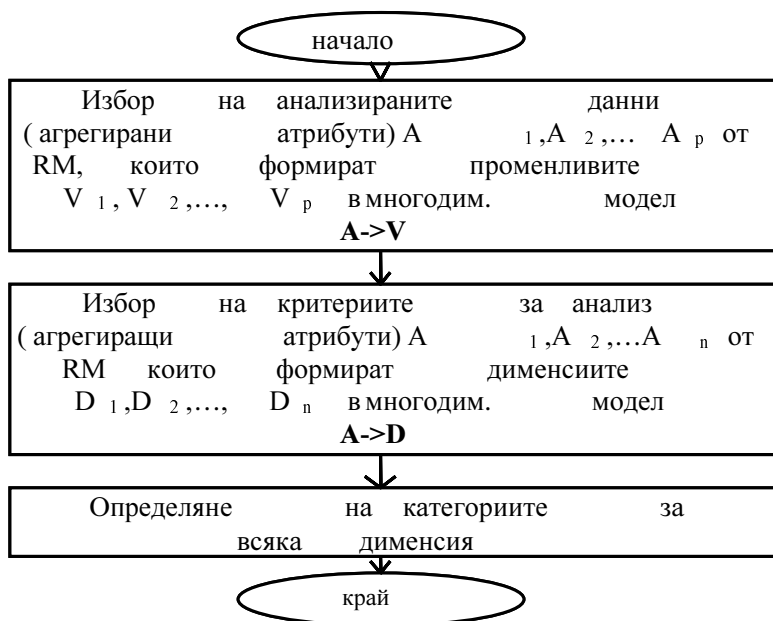 начало
Избор на анализираните данни
( агрегирани атрибути) A 1 ,A 2 ,… A p от
RM, които формират променливите
V 1 , V 2 ,…, V p в многодим. модел
A->V
Избор на критериите за анализ
( агрегиращи атрибути) A 1 ,A 2 ,…A n от
RM които формират дименсиите
D 1 ,D 2 ,…, D n в многодим. модел
A->D
Определяне на категориите за
всяка дименсия
край